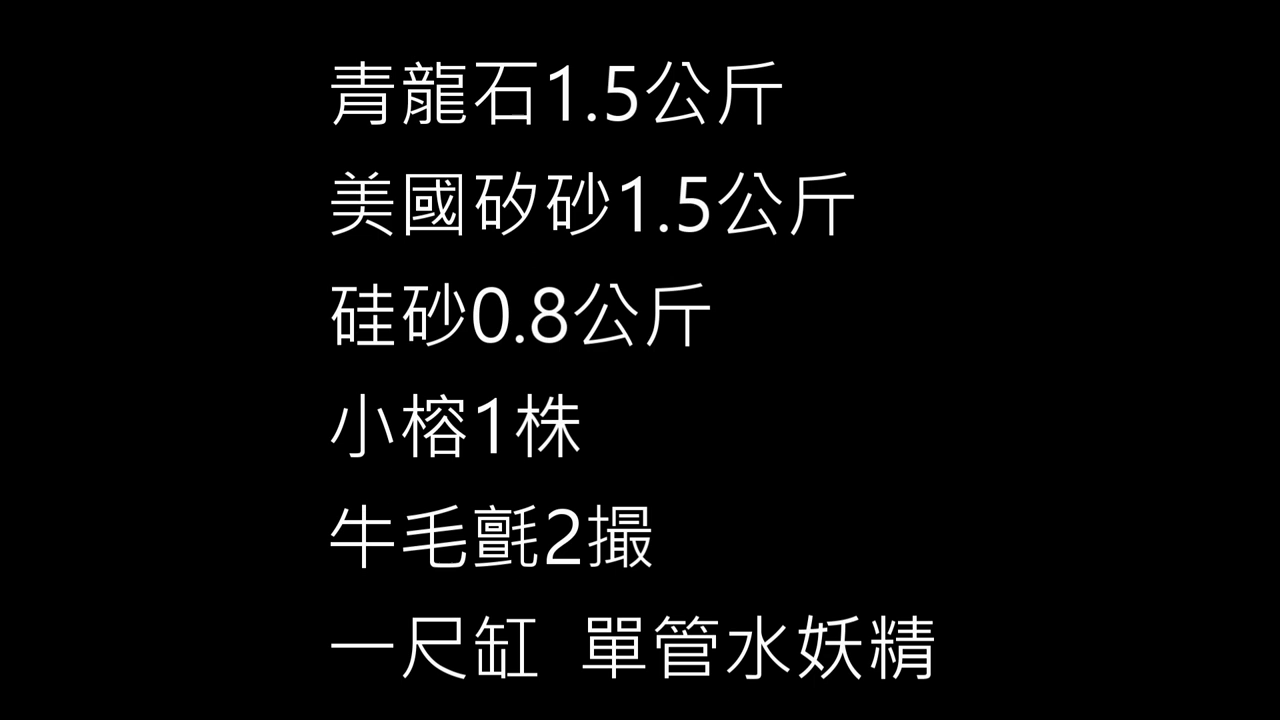 青龍石1.5公斤
美國矽砂1.5公斤
硅砂0.8公斤
小榕1株
牛毛氈2撮
一尺缸 單管水妖精